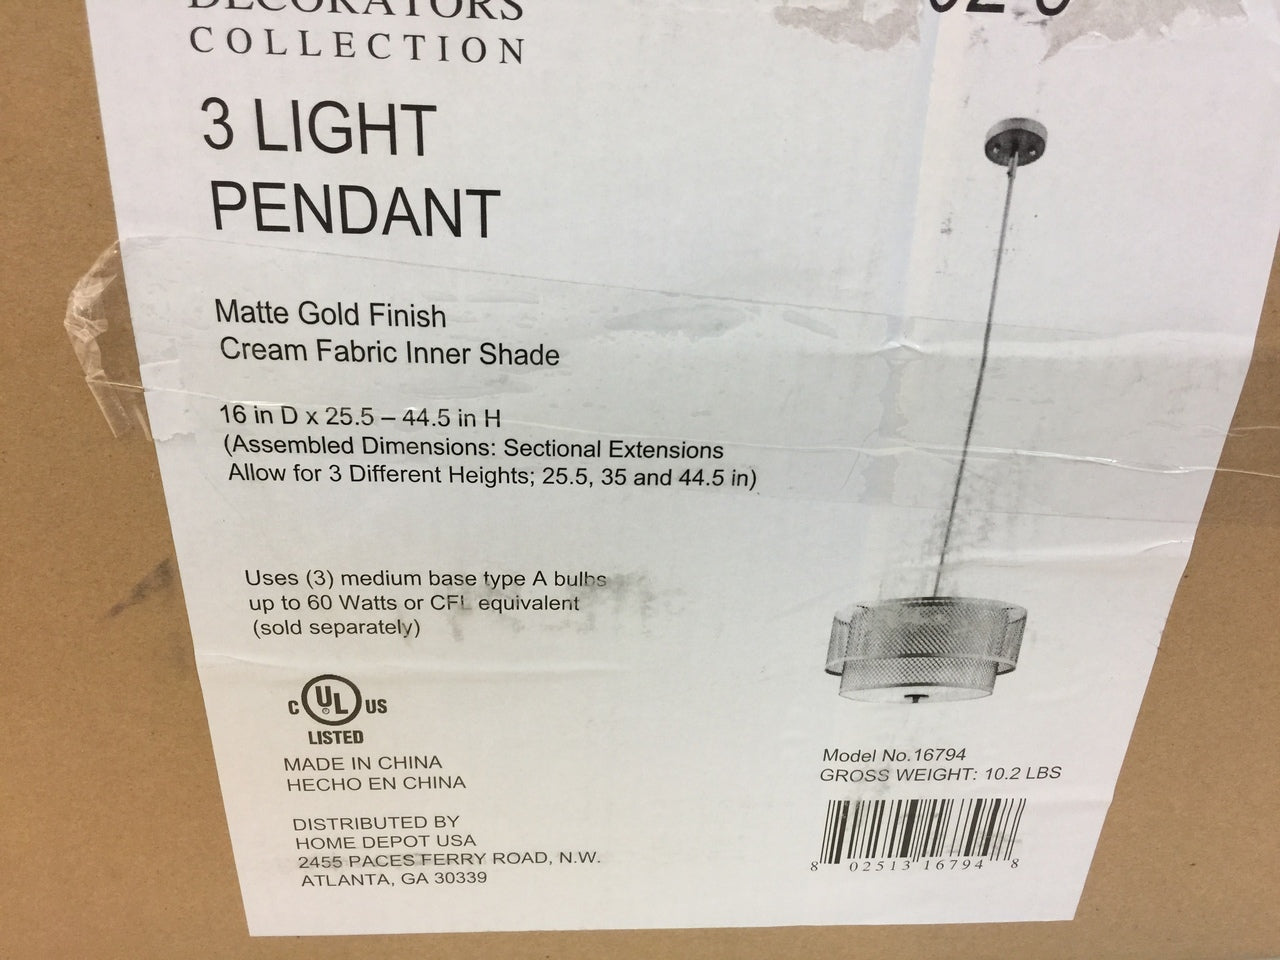 DECORATORS
COLLECTION
3 LIGHT
PENDANT
Matte Gold Finish
Cream Fabric Inner Shade
16 in D x 25.5 – 44.5 in H
(Assembled Dimensions: Sectional Extensions
Allow for 3 Different Heights; 25.5, 35 and 44.5 in)
Uses (3) medium base type A bulbs
up to 60 Watts or CFL equivalent
(sold separately)
C UL ® US
LISTED
MADE IN CHINA
HECHO EN CHINA
DISTRIBUTED BY
HOME DEPOT USA
2455 PACES FERRY ROAD, N.W.
ATLANTA, GA 30339
Model No.16794
GROSS WEIGHT: 10.2 LBS
8 02513 16794 8